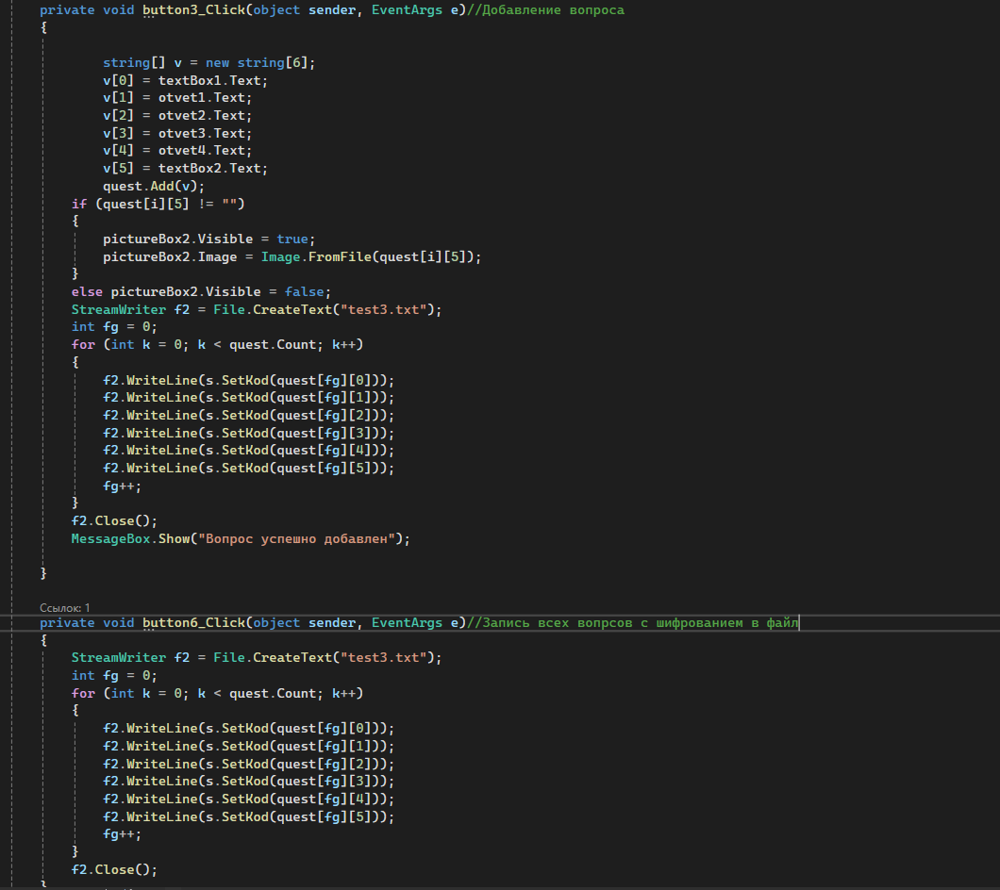 private void button3_Click(object sender, EventArgs e)//Добавление вопроса
{
string[] v = new string[6];
v[0] = textBox1.Text;
v[1] = otvet1.Text;
v[2] = otvet2.Text;
v[3] = otvet3.Text;
v[4] = otvet4.Text;
v[5] = textBox2.Text;
quest.Add(v);
if (quest[i][5] != "")
{
pictureBox2.Visible = true;
pictureBox2.Image = Image.FromFile(quest[i][5]);
}
else pictureBox2.Visible = false;
StreamWriter f2 = File.CreateText("test3.txt");
int fg = 0;
for (int k = 0; k < quest.Count; k++)
{
f2.WriteLine(s.SetKod(quest[fg][0]));
f2.WriteLine(s.SetKod(quest[fg][1]));
f2.WriteLine(s.SetKod(quest[fg][2]));
f2.WriteLine(s.SetKod(quest[fg][3]));
f2.WriteLine(s.SetKod(quest[fg][4]));
f2.WriteLine(s.SetKod(quest[fg][5]));
fg++;
}
f2.Close();
MessageBox.Show("Вопрос успешно добавлен");
}
Ссылок: 1
private void button6_Click(object sender, EventArgs e)//Запись всех вопрсов с шифрованием в файл
{
StreamWriter f2 = File.CreateText("test3.txt");
int fg = 0;
for (int k = 0; k < quest.Count; k++)
{
f2.WriteLine(s.SetKod(quest[fg][0]));
f2.WriteLine(s.SetKod(quest[fg][1]));
f2.WriteLine(s.SetKod(quest[fg][2]));
f2.WriteLine(s.SetKod(quest[fg][3]));
f2.WriteLine(s.SetKod(quest[fg][4]));
f2.WriteLine(s.SetKod(quest[fg][5]));
fg++;
}
f2.Close();